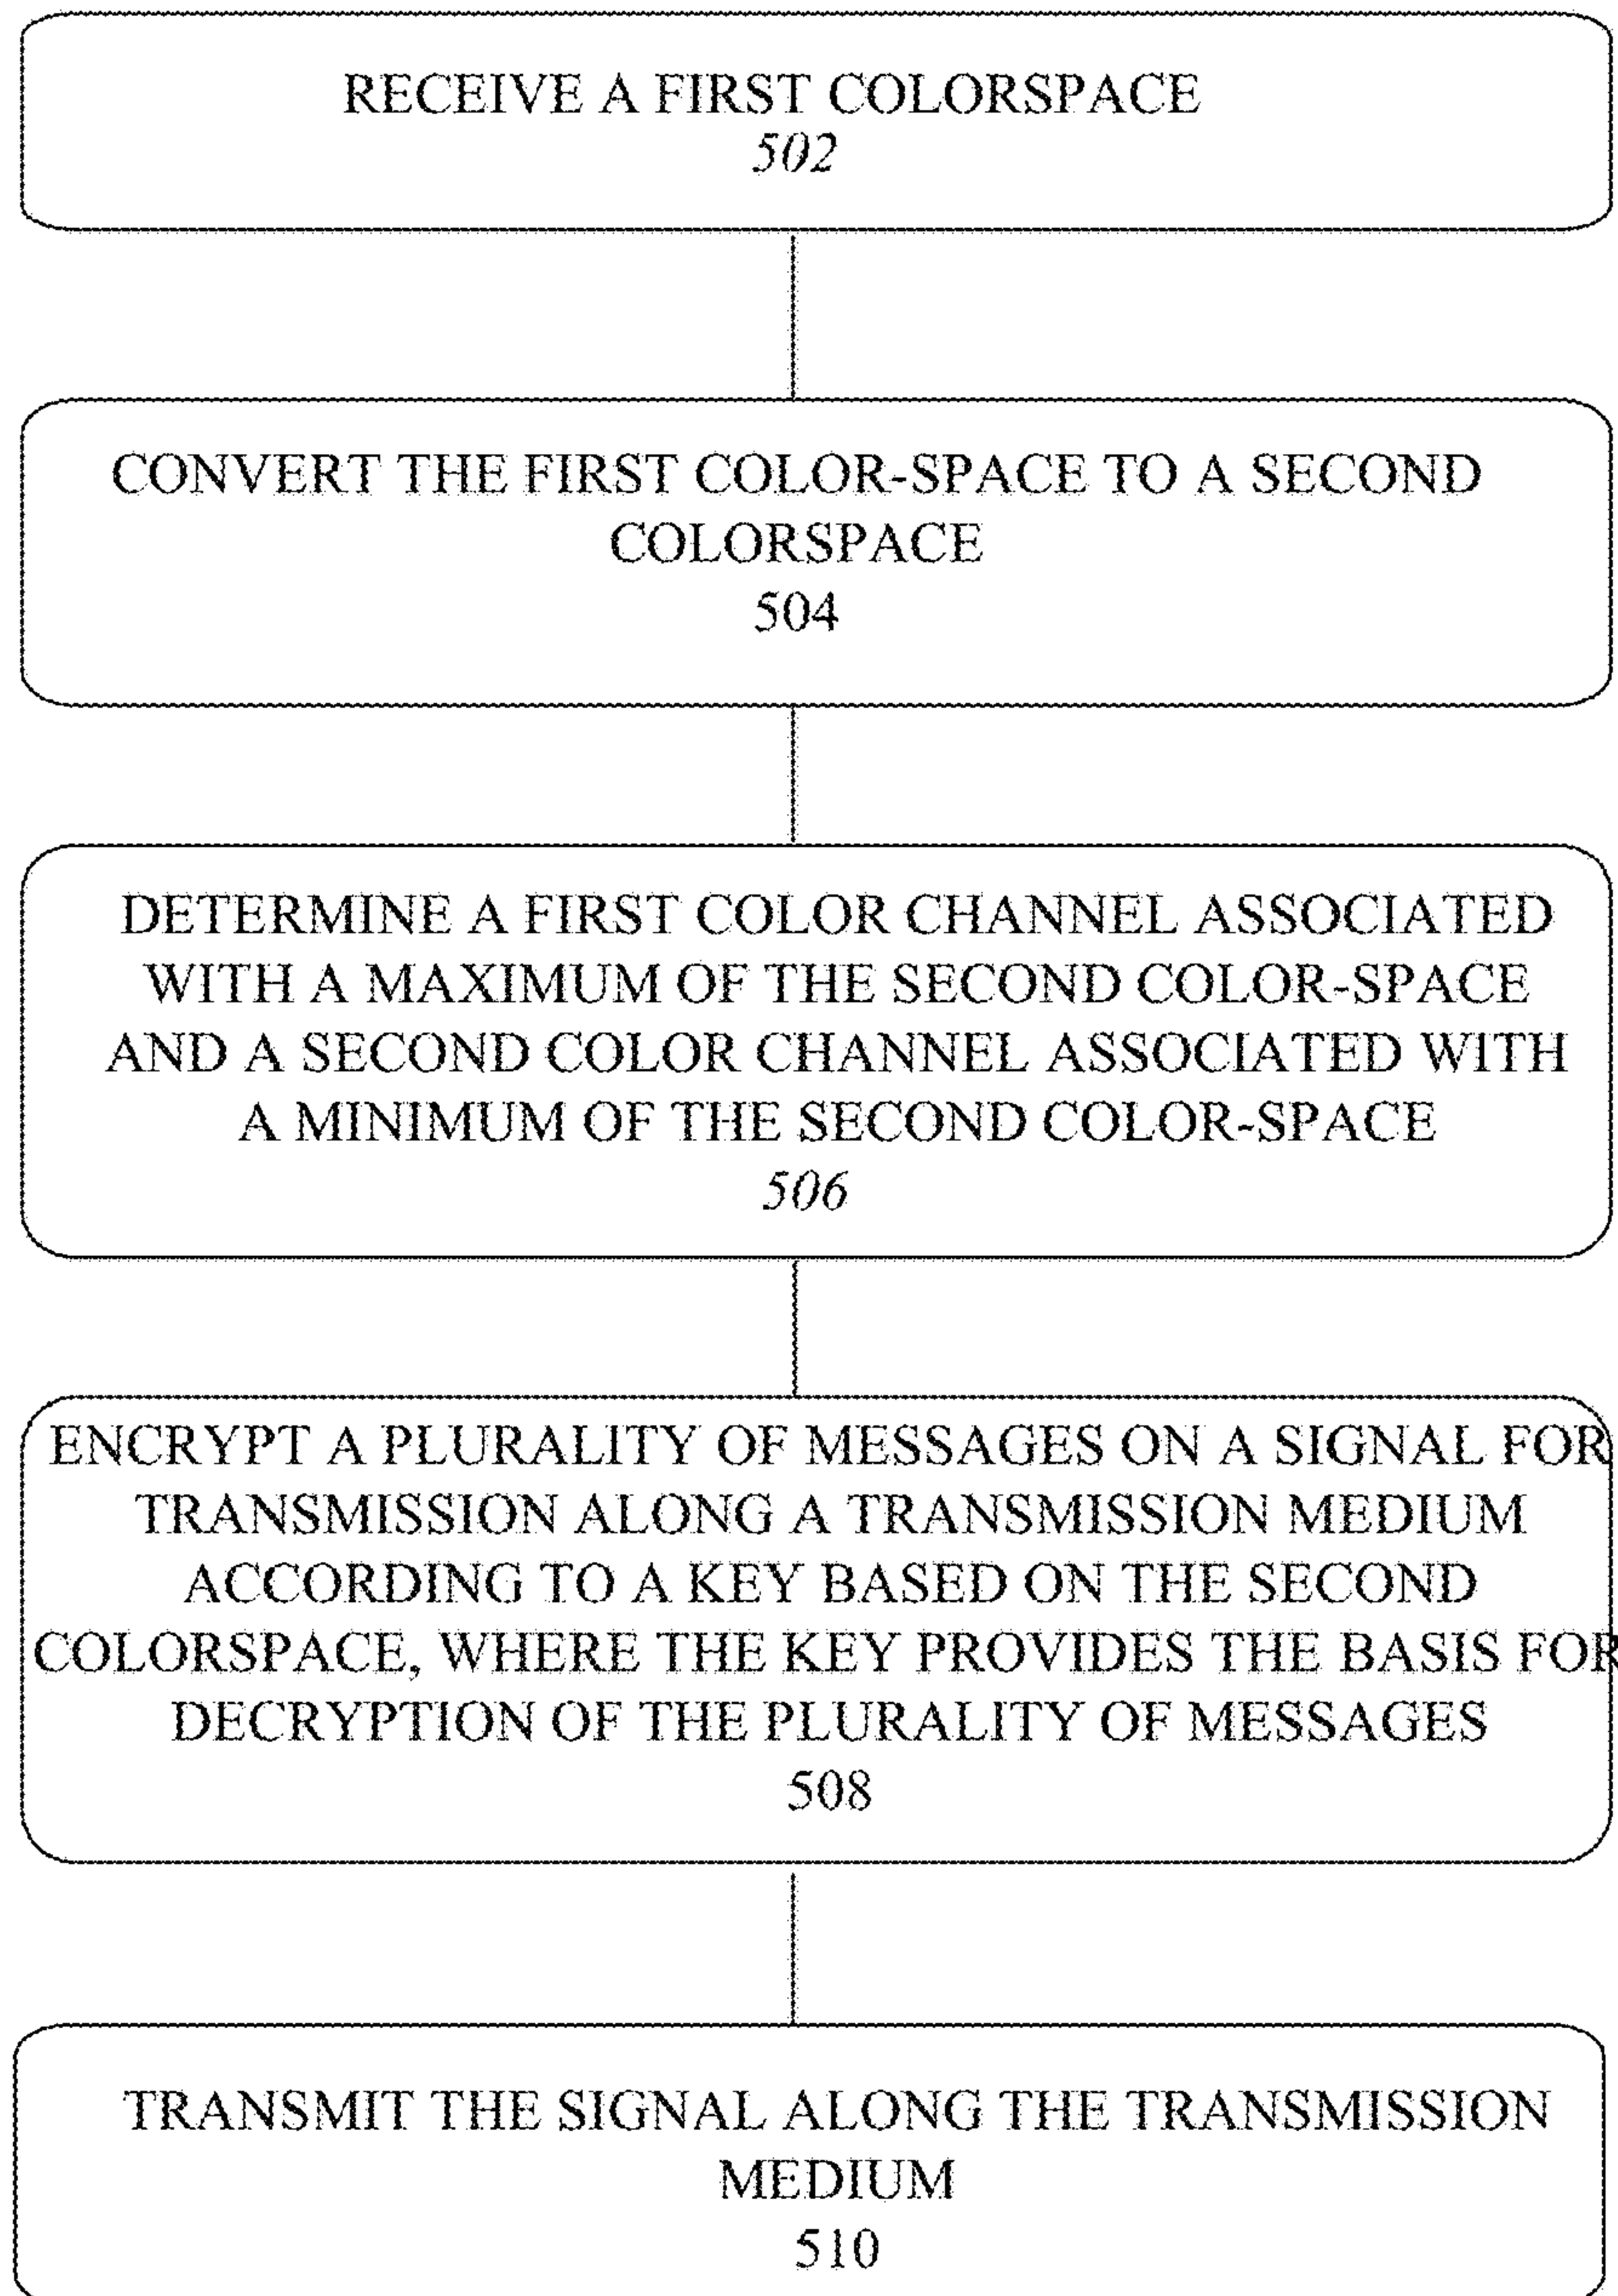 RECEIVE A FIRST COLORSPACE
502
CONVERT THE FIRST COLOR-SPACE TO A SECOND
COLORSPACE
504
DETERMINE A FIRST COLOR CHANNEL ASSOCIATED
WITH A MAXIMUM OF THE SECOND COLOR-SPACE
AND A SECOND COLOR CHANNEL ASSOCIATED WITH
A MINIMUM OF THE SECOND COLOR-SPACE
506
ENCRYPT A PLURALITY OF MESSAGES ON A SIGNAL FOR
TRANSMISSION ALONG A TRANSMISSION MEDIUM
ACCORDING TO A KEY BASED ON THE SECOND
COLORSPACE, WHERE THE KEY PROVIDES THE BASIS FOR
DECRYPTION OF THE PLURALITY OF MESSAGES
508
TRANSMIT THE SIGNAL ALONG THE TRANSMISSION
MEDIUM
510